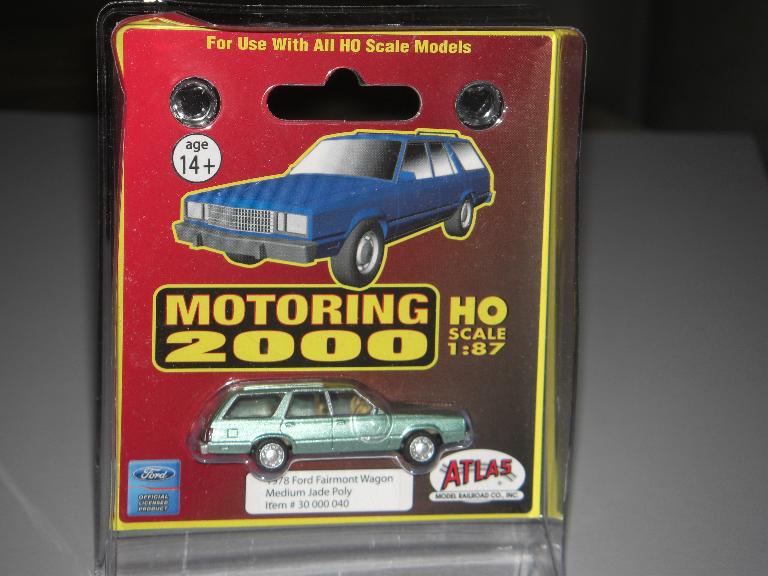 For Use With All HO Scale Models
age
14+
MOTORING
2000
HO
SCALE
1:87
1978 Ford Fairmont Wagon
Medium Jade Poly
Item # 30 000 040
Ford
OFFICIAL
LICENSED
PRODUCT
ATLAS
MODEL RAILROAD CO., INC.